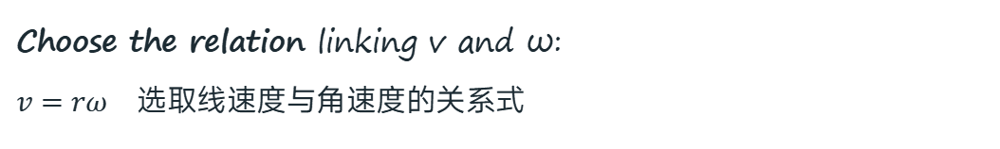 Choose the relation linking v and ω:
v = rω 选取线速度与角速度的关系式